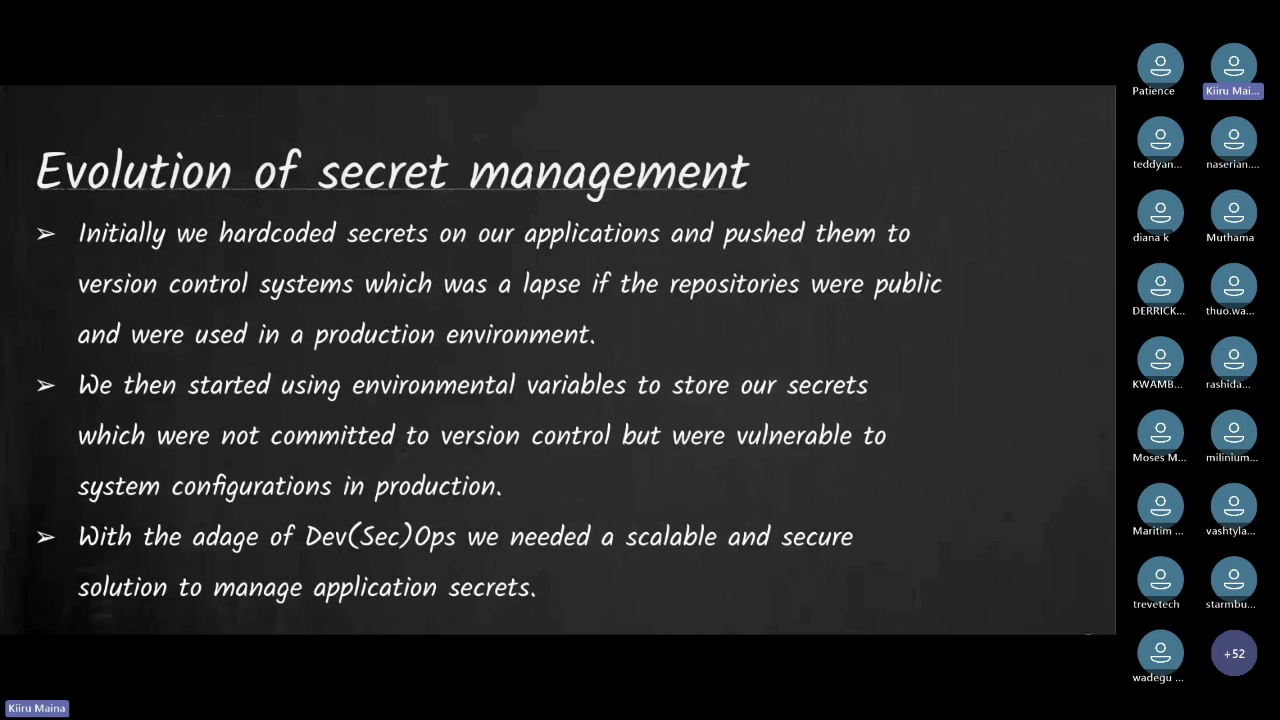 Evolution of secret management
➢ Initially we hardcoded secrets on our applications and pushed them to
version control systems which was a lapse if the repositories were public
and were used in a production environment.
➢ We then started using environmental variables to store our secrets
which were not committed to version control but were vulnerable to
system configurations in production.
➢ With the adage of Dev(Sec)Ops we needed a scalable and secure
solution to manage application secrets.
Patience
Kiiru Mai...
teddyan...
naserian....
diana k
Muthama
DERRICK...
thuo.wa...
KWAMB...
rashida...
Moses M...
milinium...
Maritim ...
vashtyla...
trevetech
starmbu...
wadegu ...
+52
Kiiru Maina